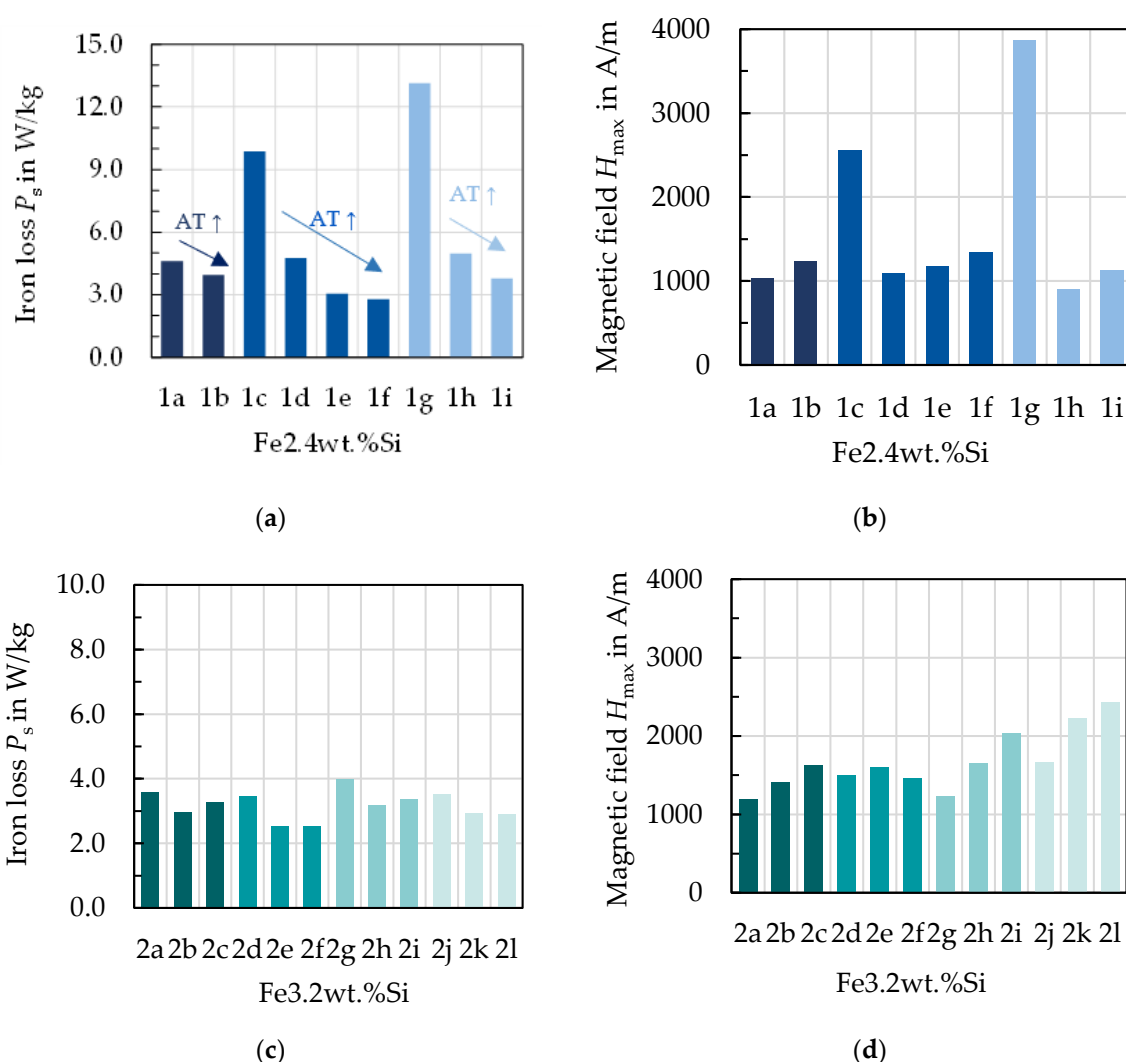 Iron loss Ps in W/kg
15.0
12.0
9.0
6.0
3.0
0.0
AT ↑
AT ↑
AT ↑
1a 1b 1c 1d 1e 1f 1g 1h 1i
Fe2.4wt.%Si
(a)
Magnetic field Hmax in A/m
4000
3000
2000
1000
0
1a 1b 1c 1d 1e 1f 1g 1h 1i
Fe2.4wt.%Si
(b)
Iron loss Ps in W/kg
10.0
8.0
6.0
4.0
2.0
0.0
2a 2b 2c 2d 2e 2f 2g 2h 2i 2j 2k 2l
Fe3.2wt.%Si
(c)
Magnetic field Hmax in A/m
4000
3000
2000
1000
0
2a 2b 2c 2d 2e 2f 2g 2h 2i 2j 2k 2l
Fe3.2wt.%Si
(d)